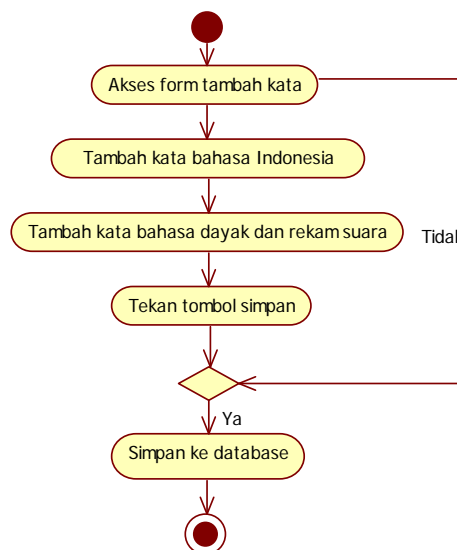 Akses form tambah kata
Tambah kata bahasa Indonesia
Tambah kata bahasa dayak dan rekam suara
Tekan tombol simpan
Ya
Simpan ke database